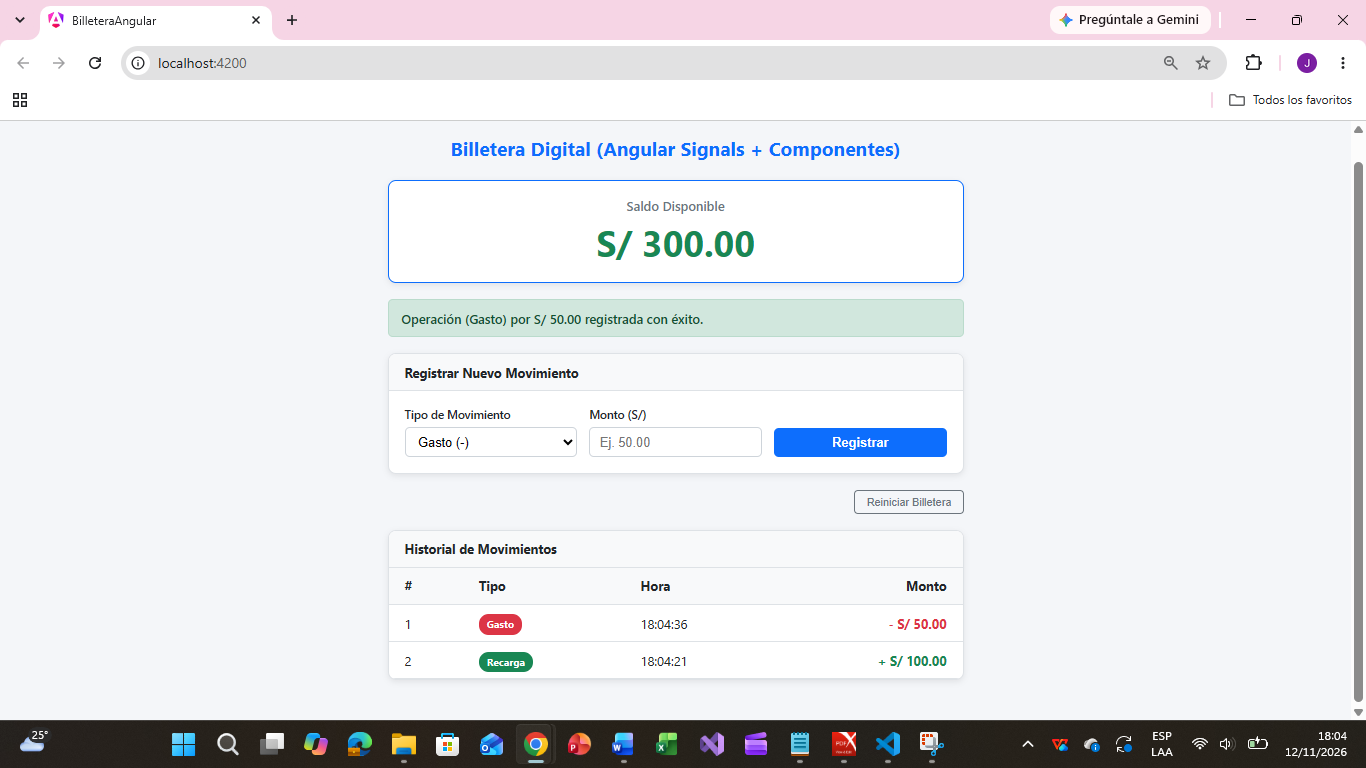 BilleteraAngular
Pregúntale a Gemini
localhost:4200
J
Todos los favoritos
Billetera Digital (Angular Signals + Componentes)
Saldo Disponible
S/ 300.00
Operación (Gasto) por S/ 50.00 registrada con éxito.
Registrar Nuevo Movimiento
Tipo de Movimiento Monto (S/)
Gasto (-) Ej. 50.00 Registrar
Reiniciar Billetera
Historial de Movimientos
# Tipo Hora Monto
1 Gasto 18:04:36 - S/ 50.00
2 Recarga 18:04:21 + S/ 100.00
25°
ESP
LAA
18:04
12/11/2026